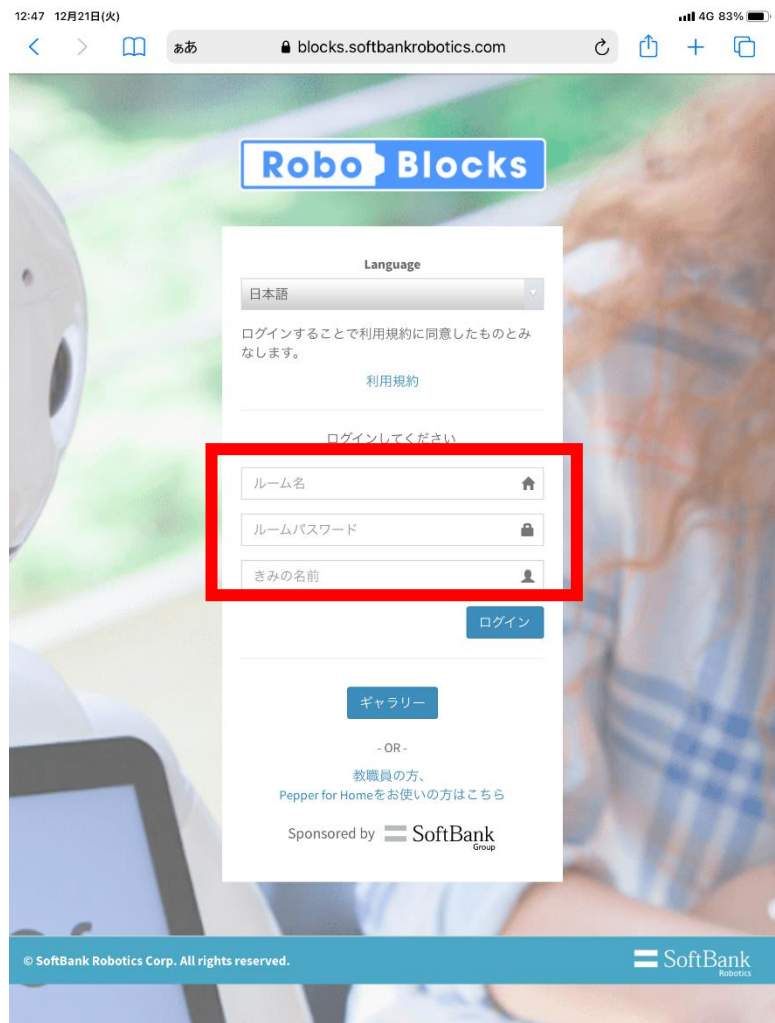 12:47 12月21日(火)
4G 83%
ああ
blocks.softbankrobotics.com
Robo Blocks
Language
日本語
ログインすることで利用規約に同意したものとみ
なします。
利用規約
ログインしてください
ルーム名
ルームパスワード
きみの名前
ログイン
ギャラリー
- OR -
教職員の方、
Pepper for Homeをお使いの方はこちら
Sponsored by SoftBank
Group
© SoftBank Robotics Corp. All rights reserved.
SoftBank
Robotics